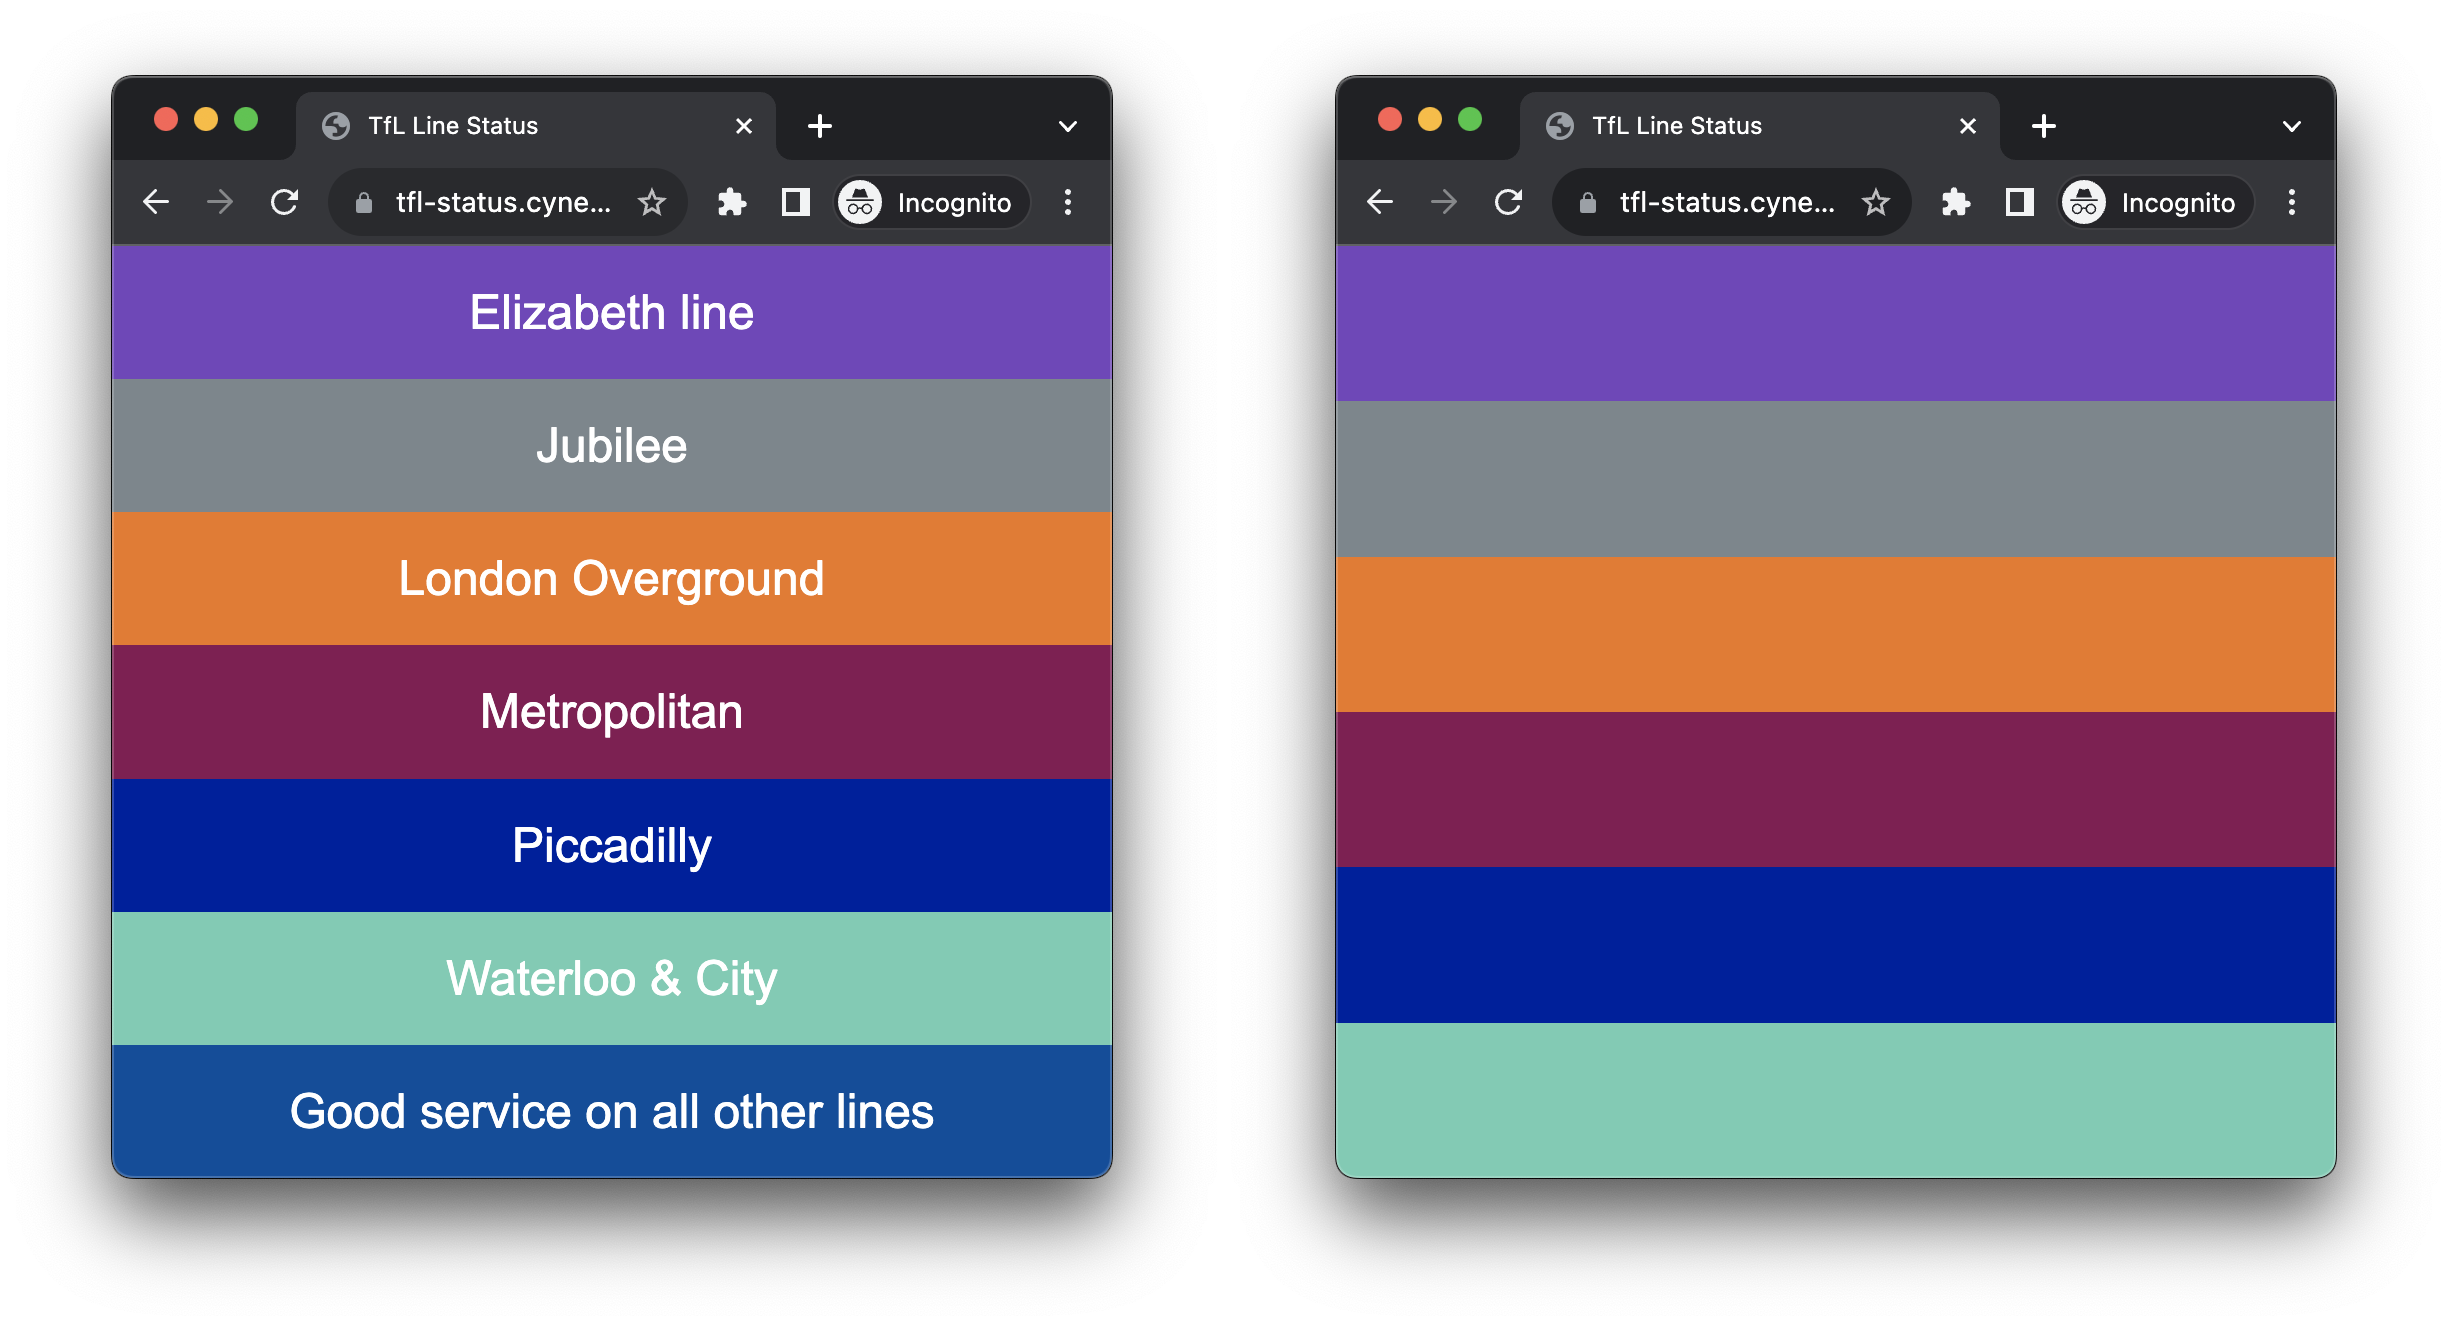 TfL Line Status
tfl-status.cyne...
Incognito
Elizabeth line
Jubilee
London Overground
Metropolitan
Piccadilly
Waterloo & City
Good service on all other lines
TfL Line Status
tfl-status.cyne...
Incognito